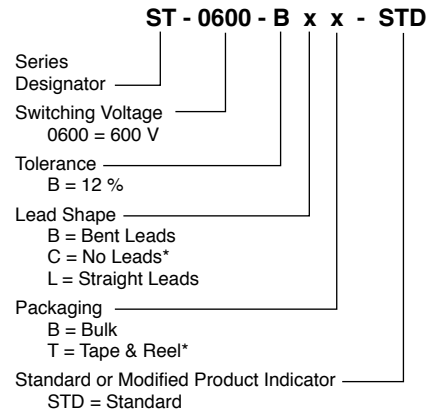 ST - 0600 - B x x - STD
Series
Designator
Switching Voltage
0600 = 600 V
Tolerance
B = 12 %
Lead Shape
B = Bent Leads
C = No Leads*
L = Straight Leads
Packaging
B = Bulk
T = Tape & Reel*
Standard or Modified Product Indicator
STD = Standard